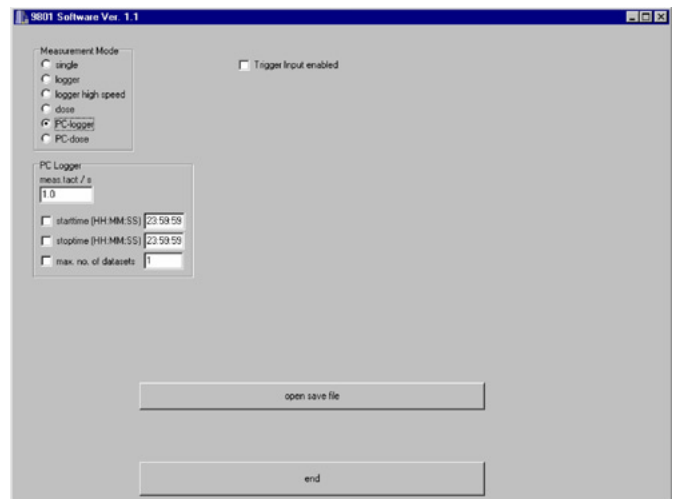 9801 Software Ver. 1.1
Measurement Mode
single
logger
logger high speed
dose
PC-logger
PC-dose
Trigger Input enabled
PC Logger
meas.tact / s
1.0
starttime (HH:MM:SS) 23:59:59
stoptime (HH:MM:SS) 23:59:59
max. no. of datasets 1
open save file
end